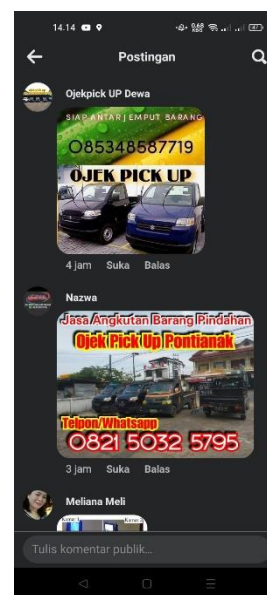 14.14
Postingan
Ojekpick UP Dewa
SIAP ANTAR JEMPUT BARANG
085348587719
OJEK PICK UP
4 jam Suka Balas
Nazwa
Jasa Angkutan Barang Pindahan
Ojek Pick Up Pontianak
Telpon/Whatsapp
0821 5032 5795
3 jam Suka Balas
Meliana Meli
Tulis komentar publik...